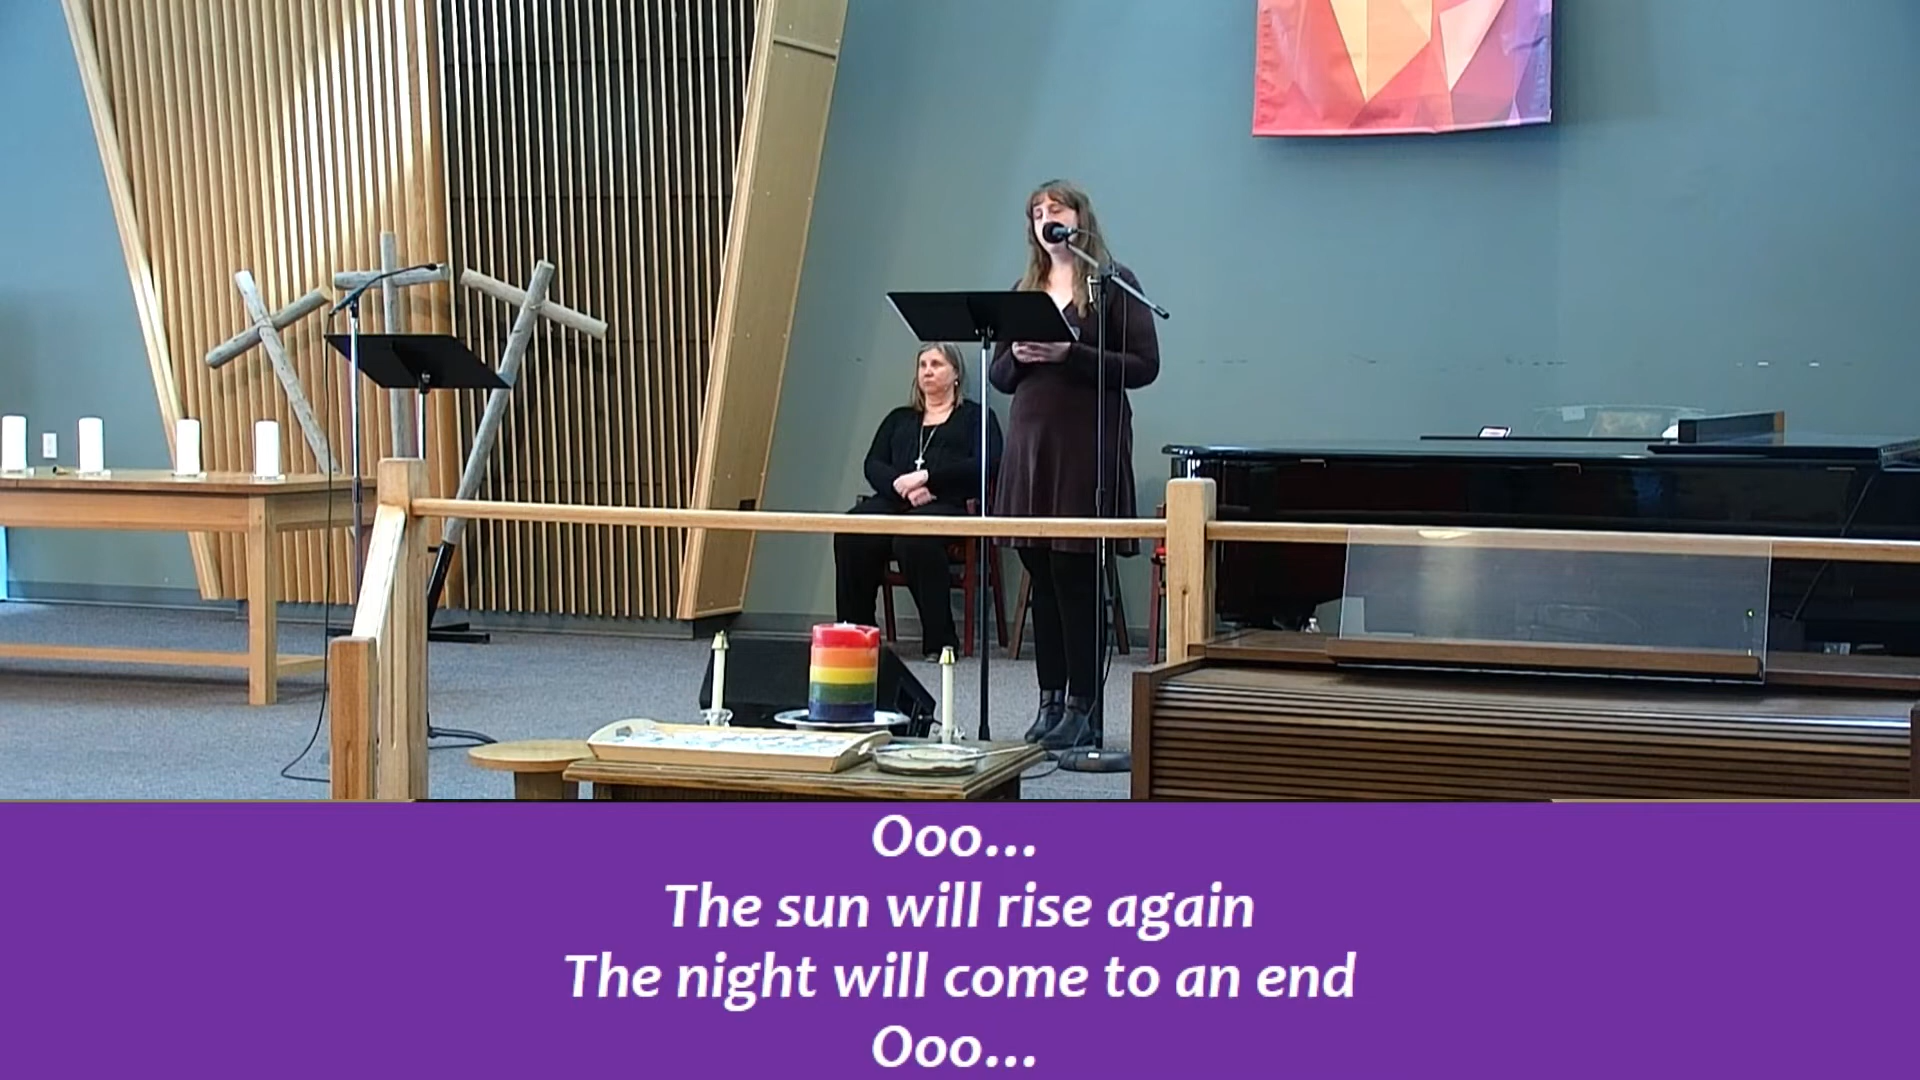 Ooo...
The sun will rise again
The night will come to an end
Ooo...